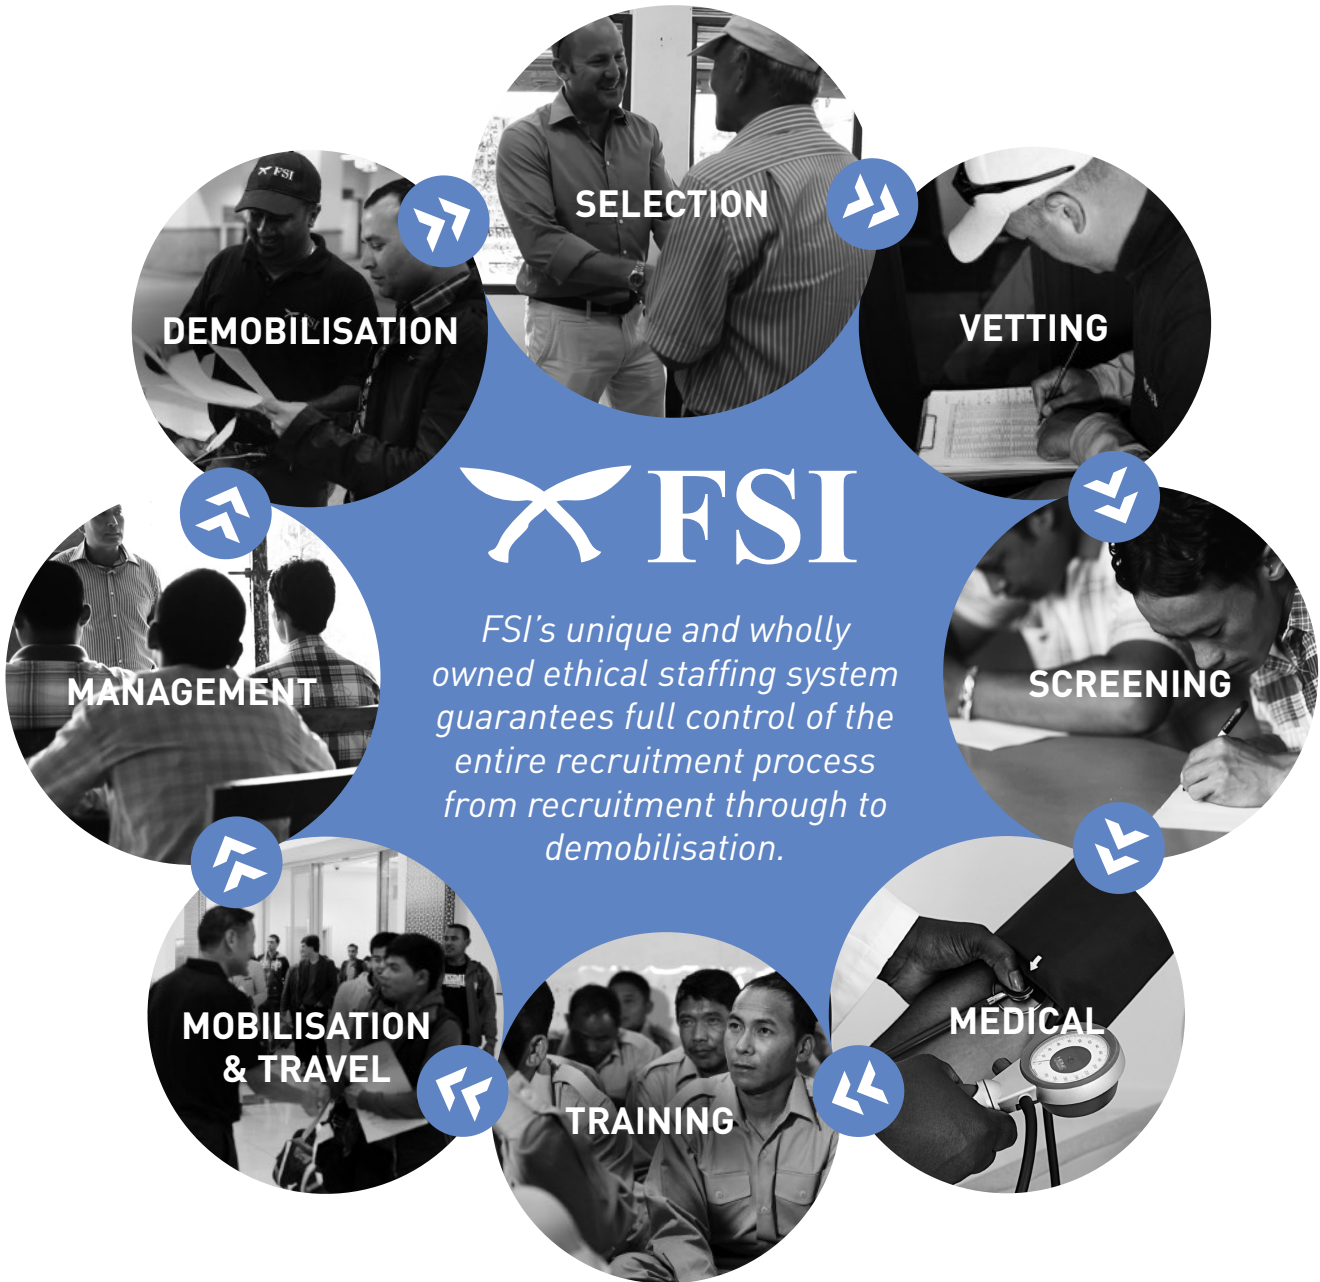 SELECTION
VETTING
SCREENING
MEDICAL
TRAINING
MOBILISATION
& TRAVEL
MANAGEMENT
DEMOBILISATION
FSI
FSI
FSI’s unique and wholly
owned ethical staffing system
guarantees full control of the
entire recruitment process
from recruitment through to
demobilisation.